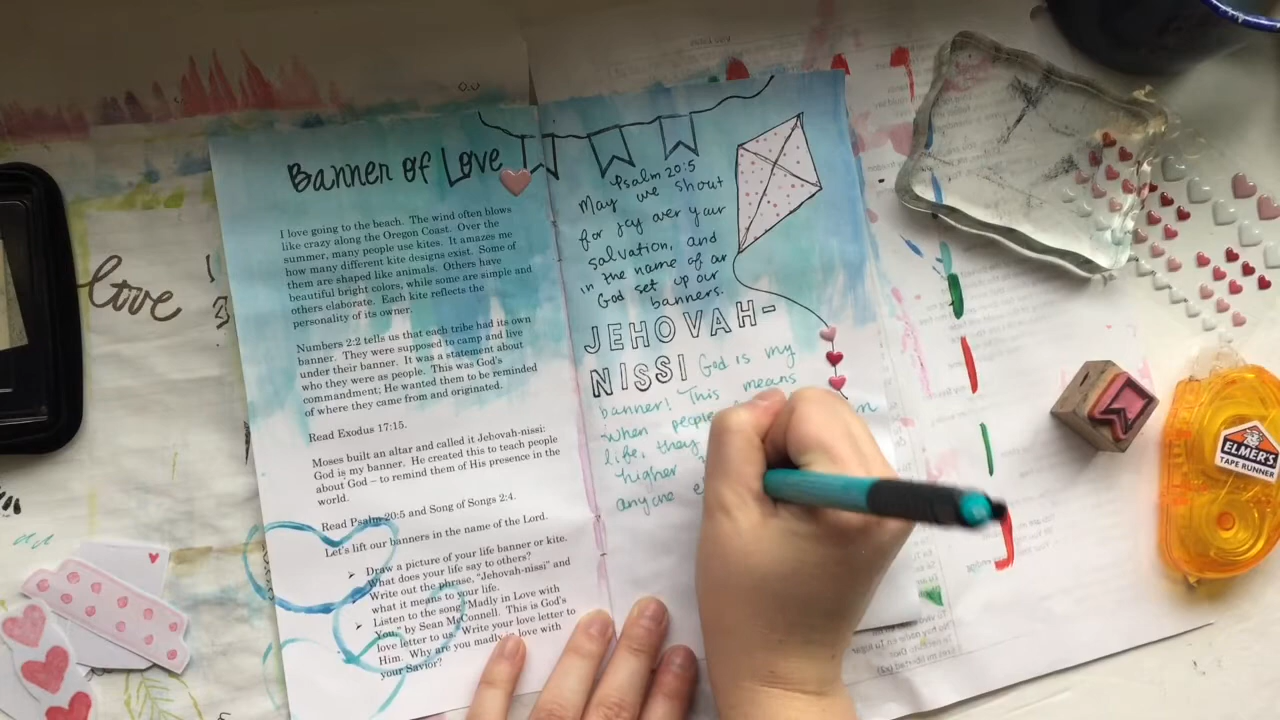 Banner of Love
I love going to the beach. The wind often blows
like crazy along the Oregon Coast. Over the
summer, many people use kites. It amazes me
how many different kite designs exist. Some of
them are shaped like animals. Others have
beautiful bright colors, while some are simple and
others elaborate. Each kite reflects the
personality of its owner.
Numbers 2:2 tells us that each tribe had its own
banner. They were supposed to camp and live
under their banner. It was a statement about
who they were as people. This was God's
commandment; He wanted them to be reminded
of where they came from and originated.
Read Exodus 17:15.
Moses built an altar and called it Jehovah-nissi:
God is my banner. He created this to teach people
about God – to remind them of His presence in the
world.
Read Psalm 20:5 and Song of Songs 2:4.
Let's lift our banners in the name of the Lord.
➢ Draw a picture of your life banner or kite.
What does your life say to others?
Write out the phrase, "Jehovah-nissi" and
what it means to your life.
➢ Listen to the song, Madly in Love with
You," by Sean McConnell. This is God's
love letter to us. Write your love letter to
Him. Why are you madly in love with
your Savior?
Psalm 20:5
May we shout
for joy over your
salvation, and
in the name of our
God set up our
banners.
JEHOVAH-
NISSI God is my
banner! This means
when people
life, they
higher
anyone
love
ELMER'S
TAPE RUNNER